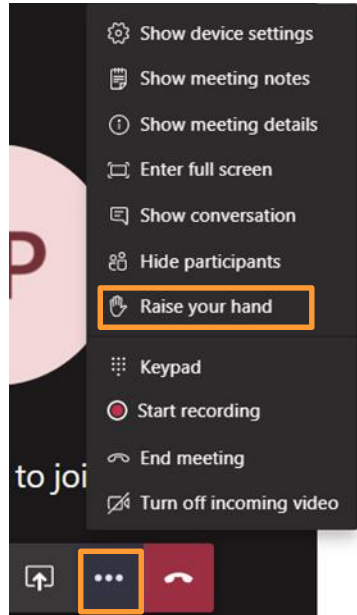 Show device settings
Show meeting notes
Show meeting details
Enter full screen
Show conversation
Hide participants
P
Raise your hand
Keypad
Start recording
End meeting
to joi
Turn off incoming video